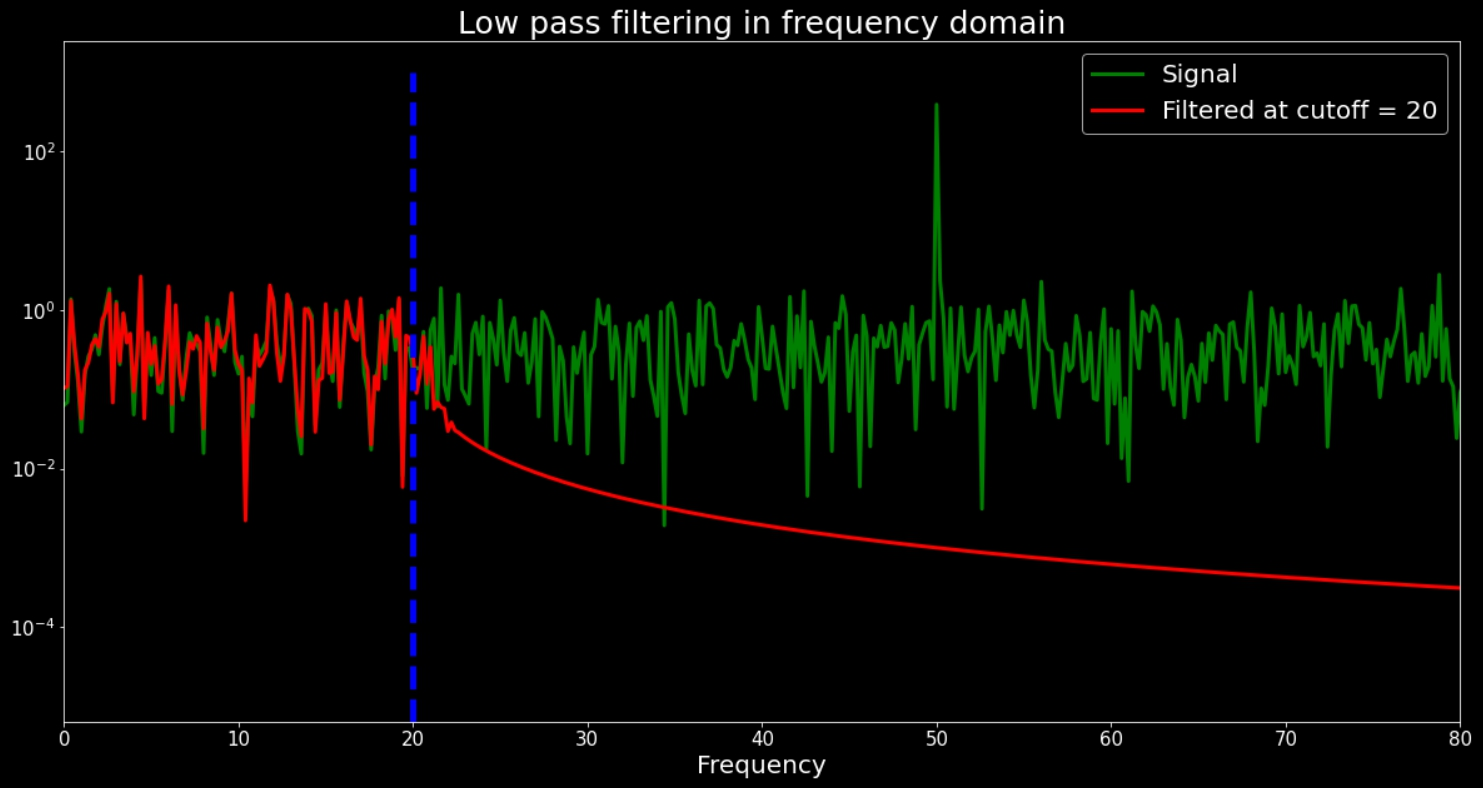 Low pass filtering in frequency domain
Signal
Filtered at cutoff = 20
10²
10⁰
10⁻²
10⁻⁴
0 10 20 30 40 50 60 70 80
Frequency